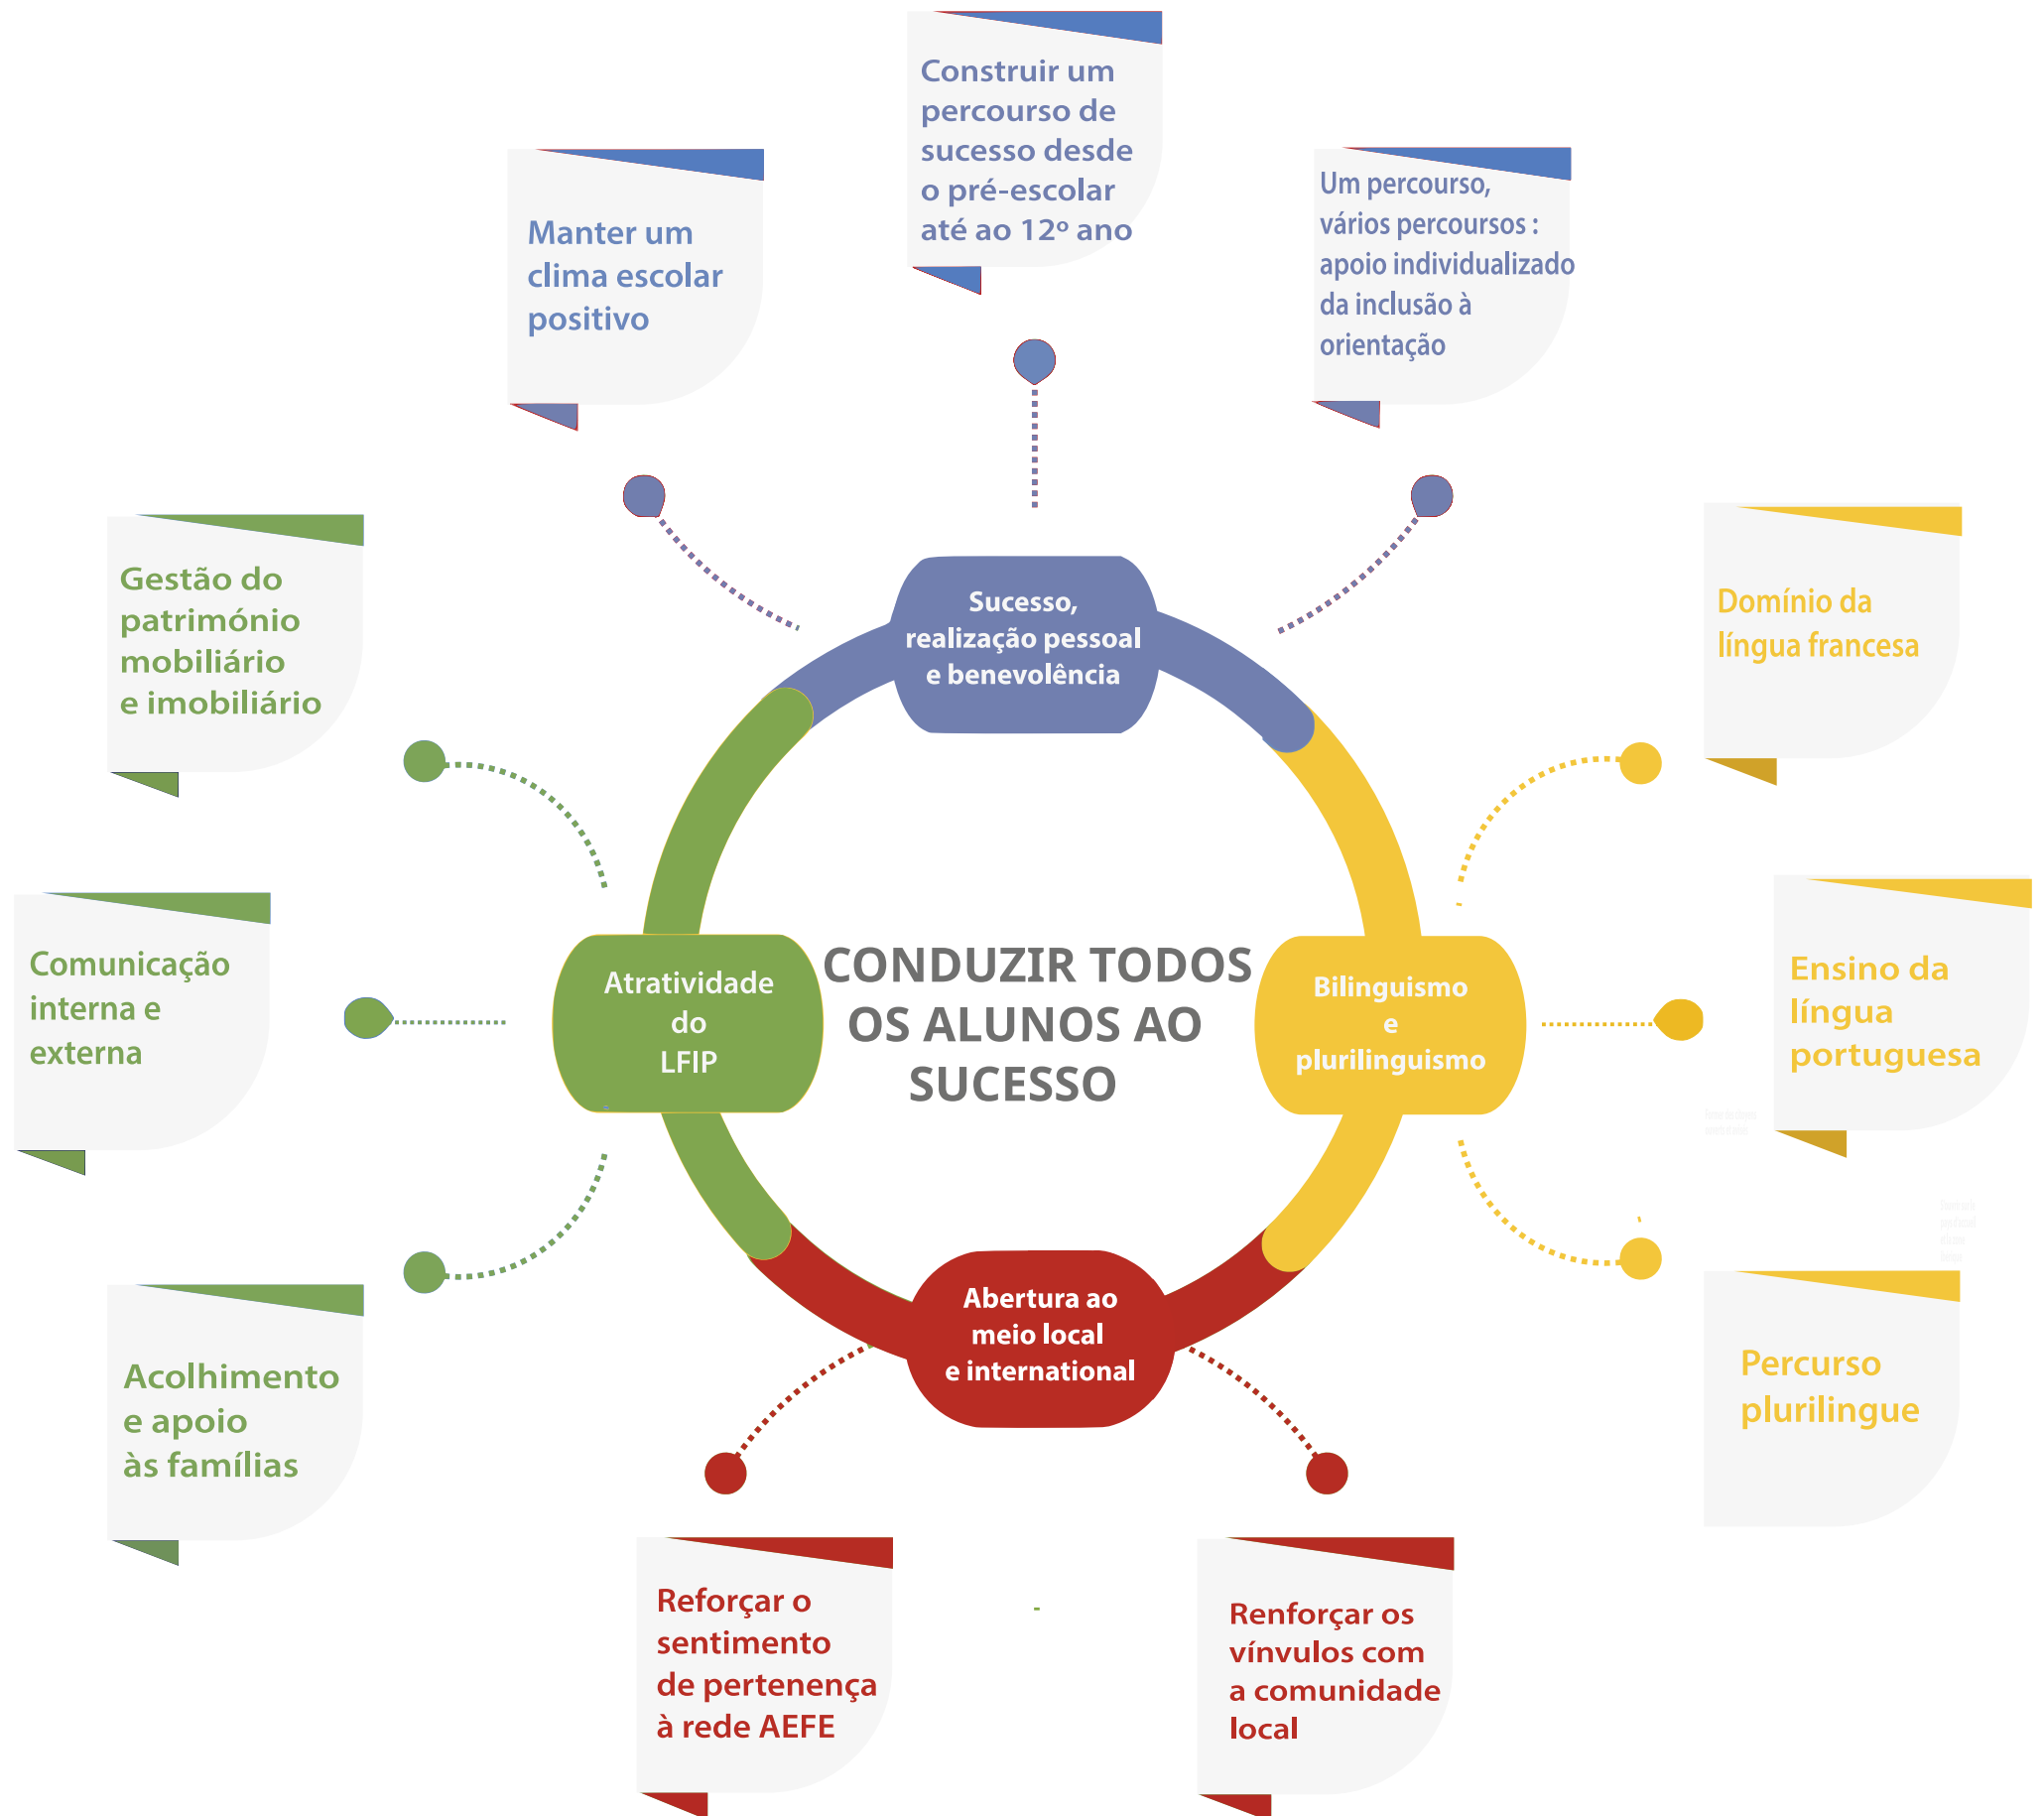 Construir um
percourso de
sucesso desde
o pré-escolar
até ao 12º ano
Manter um
clima escolar
positivo
Um percourso,
vários percoursos :
apoio individualizado
da inclusão à
orientação
Gestão do
património
mobiliário
e imobiliário
Sucesso,
realização pessoal
e benevolência
Domínio da
língua francesa
Comunicação
interna e
externa
Atratividade
do
LFIP
CONDUZIR TODOS
OS ALUNOS AO
SUCESSO
Bilinguismo
e
plurilinguismo
Ensino da
língua
portuguesa
Acolhimento
e apoio
às famílias
Abertura ao
meio local
e international
Percurso
plurilingue
Reforçar o
sentimento
de pertenença
à rede AEFE
Renforçar os
vínvulos com
a comunidade
local